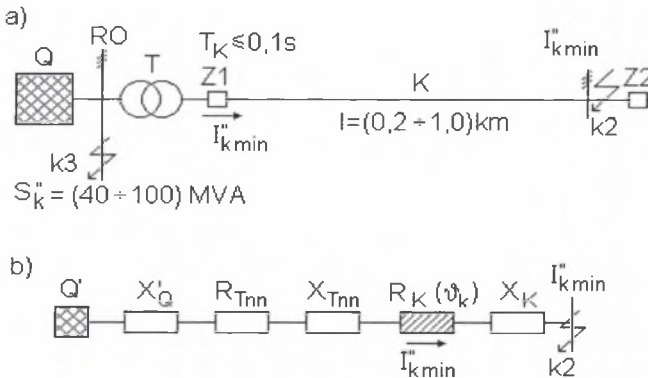 a)
RO
T_K ≤ 0,1s
I"_kmin
Q
T
Z1
K
Z2
I"_kmin
l=(0,2 ÷ 1,0)km
k2
k3
S"_k = (40 ÷ 100) MVA
b)
I"_kmin
Q'
X'_Q
R_Tnn
X_Tnn
R_K (ϑ_k)
X_K
I"_kmin
k2